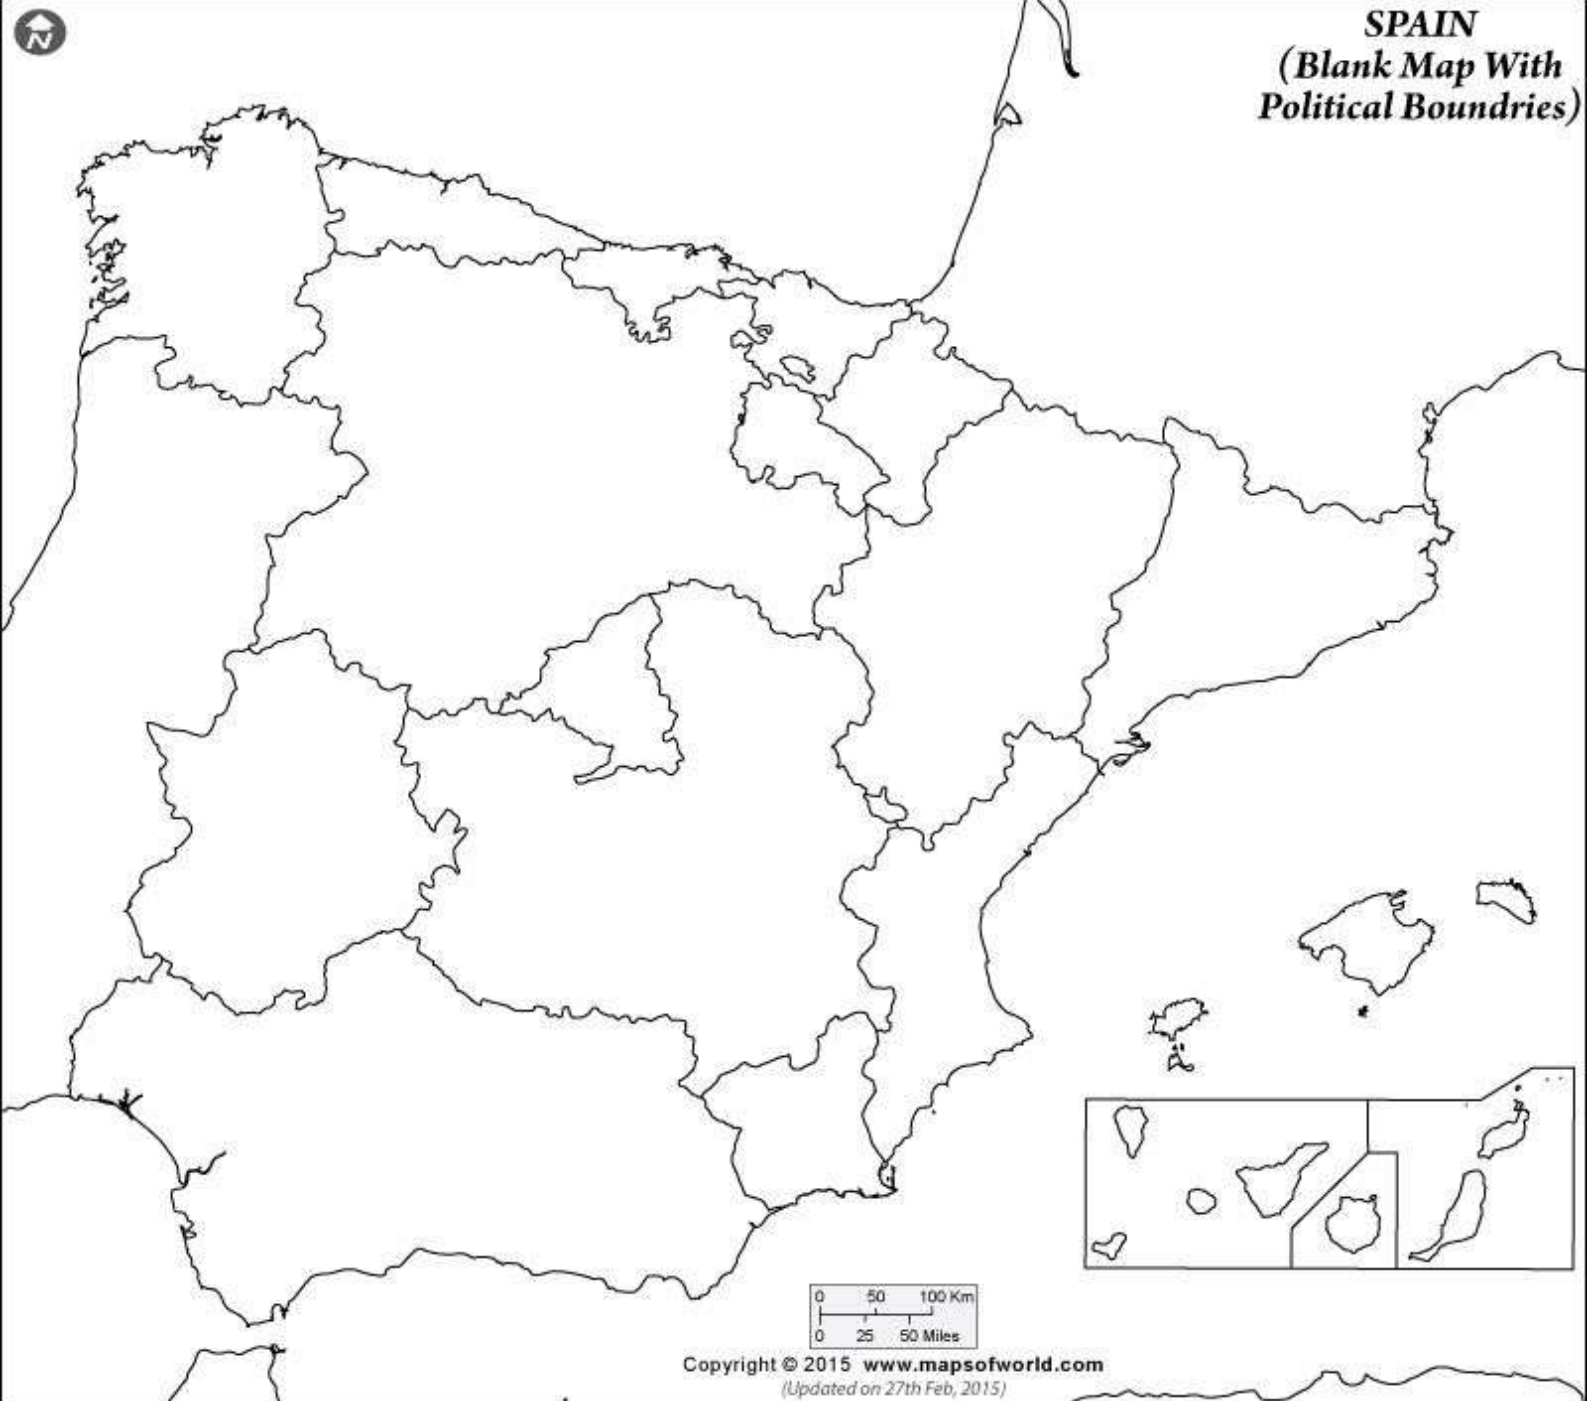 N
SPAIN
(Blank Map With
Political Boundries)
0 50 100 Km
0 25 50 Miles
Copyright © 2015 www.mapsofworld.com
(Updated on 27th Feb, 2015)